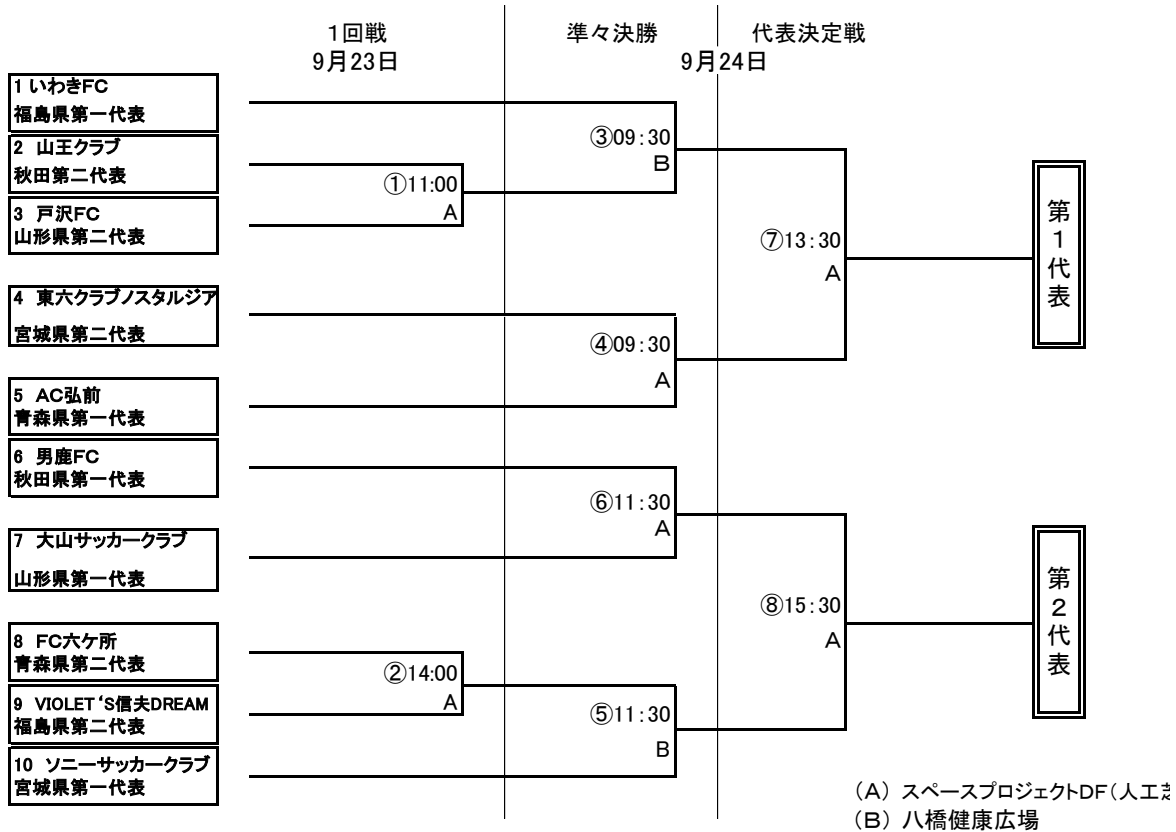 1回戦
準々決勝
代表決定戦
9月23日
9月24日
1 いわきFC
福島県第一代表
2 山王クラブ
秋田第二代表
3 戸沢FC
山形県第二代表
4 東六クラブノスタルジア
宮城県第二代表
5 AC弘前
青森県第一代表
6 男鹿FC
秋田県第一代表
7 大山サッカークラブ
山形県第一代表
8 FC六ケ所
青森県第二代表
9 VIOLET‘S信夫DREAM
福島県第二代表
10 ソニーサッカークラブ
宮城県第一代表
①11:00
A
②14:00
A
③09:30
B
④09:30
A
⑥11:30
A
⑤11:30
B
⑦13:30
A
⑧15:30
A
第1代表
第2代表
(A) スペースプロジェクトDF(人工芝
(B) 八橋健康広場